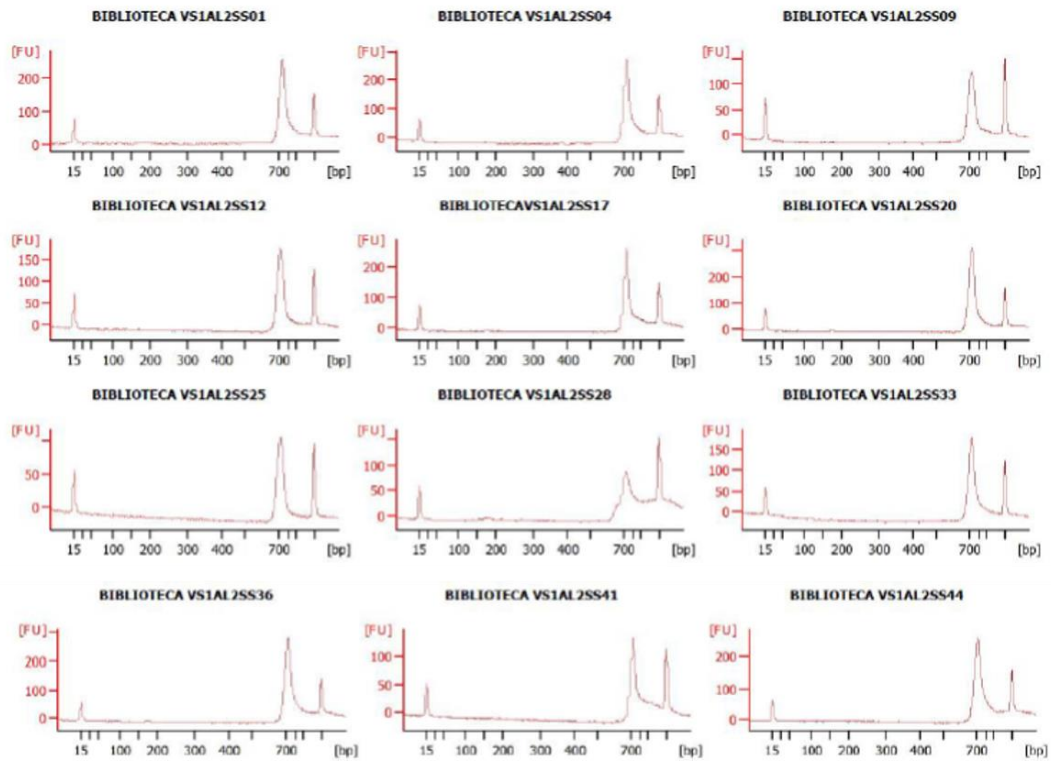 BIBLIOTECA VS1AL2SS01
[FU]
200
100
0
15 100 200 300 400 700 [bp]
BIBLIOTECA VS1AL2SS04
[FU]
200
100
0
15 100 200 300 400 700 [bp]
BIBLIOTECA VS1AL2SS09
[FU]
100
50
0
15 100 200 300 400 700 [bp]
BIBLIOTECA VS1AL2SS12
[FU]
150
100
50
0
15 100 200 300 400 700 [bp]
BIBLIOTECAVS1AL2SS17
[FU]
200
100
0
15 100 200 300 400 700 [bp]
BIBLIOTECA VS1AL2SS20
[FU]
200
100
0
15 100 200 300 400 700 [bp]
BIBLIOTECA VS1AL2SS25
[FU]
50
0
15 100 200 300 400 700 [bp]
BIBLIOTECA VS1AL2SS28
[FU]
100
50
0
15 100 200 300 400 700 [bp]
BIBLIOTECA VS1AL2SS33
[FU]
150
100
50
0
15 100 200 300 400 700 [bp]
BIBLIOTECA VS1AL2SS36
[FU]
200
100
0
15 100 200 300 400 700 [bp]
BIBLIOTECA VS1AL2SS41
[FU]
100
50
0
15 100 200 300 400 700 [bp]
BIBLIOTECA VS1AL2SS44
[FU]
200
100
0
15 100 200 300 400 700 [bp]